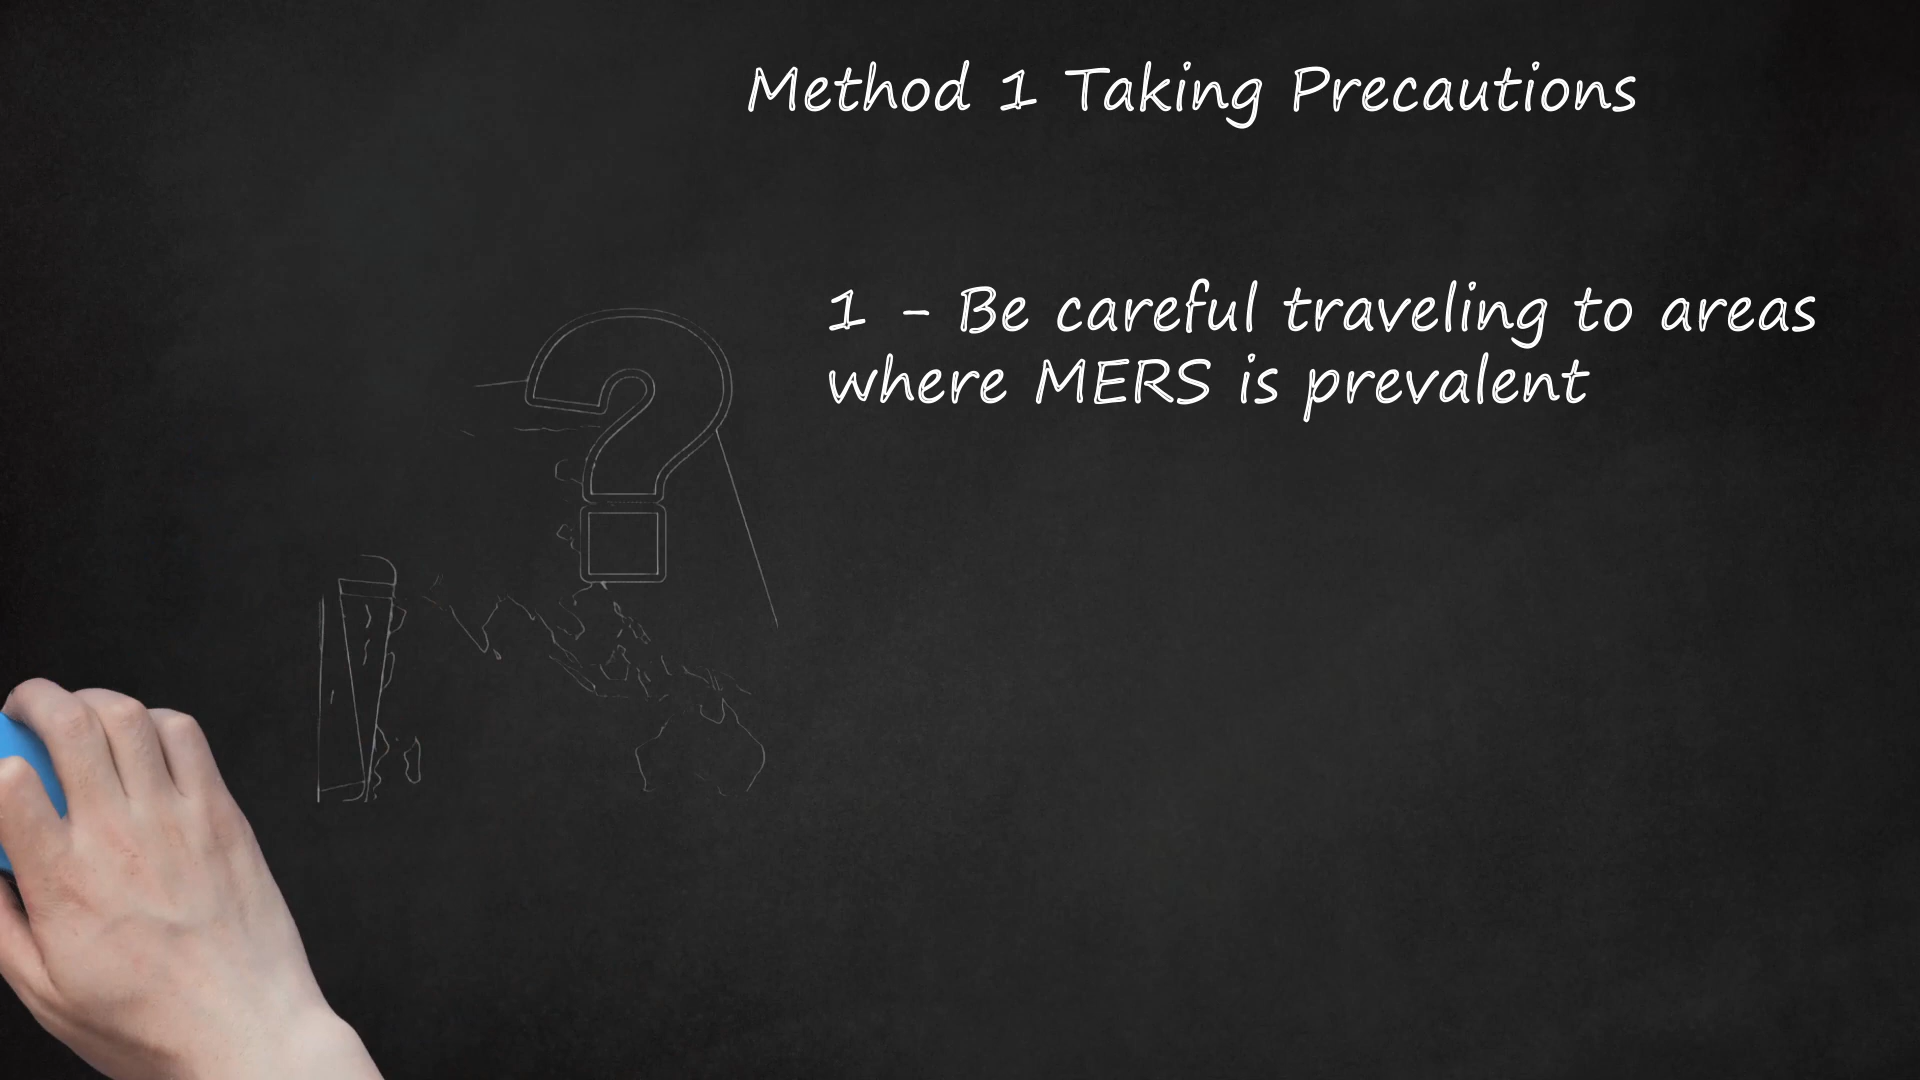 Method 1 Taking Precautions
1 - Be careful traveling to areas
where MERS is prevalent